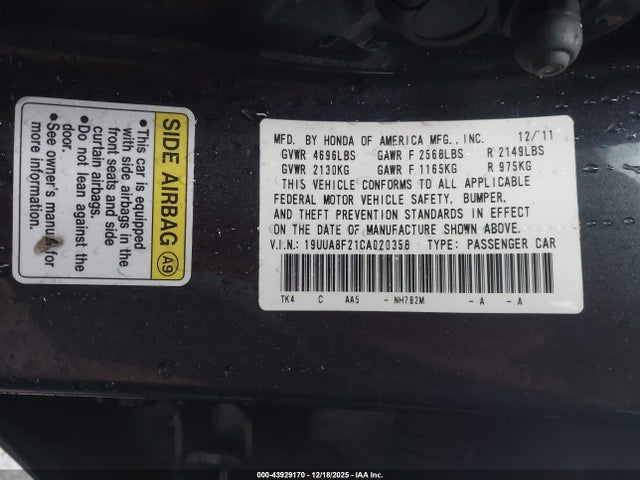 SIDE AIRBAG A9
•This car is equipped
with side airbags in the
front seats and side
curtain airbags.
•Do not lean against the
door.
•See owner's manual for
more information.
MFD. BY HONDA OF AMERICA MFG., INC. 12/'11
GVWR 4696LBS GAWR F 2568LBS R 2149LBS
GVWR 2130KG GAWR F 1165KG R 975KG
THIS VEHICLE CONFORMS TO ALL APPLICABLE
FEDERAL MOTOR VEHICLE SAFETY, BUMPER,
AND THEFT PREVENTION STANDARDS IN EFFECT
ON THE DATE OF MANUFACTURE SHOWN ABOVE.
V.I.N: 19UUA8F21CA020358 TYPE: PASSENGER CAR
TK4 C AA5 - NH782M - A - A
000-43929170 - 12/18/2025 - IAA Inc.